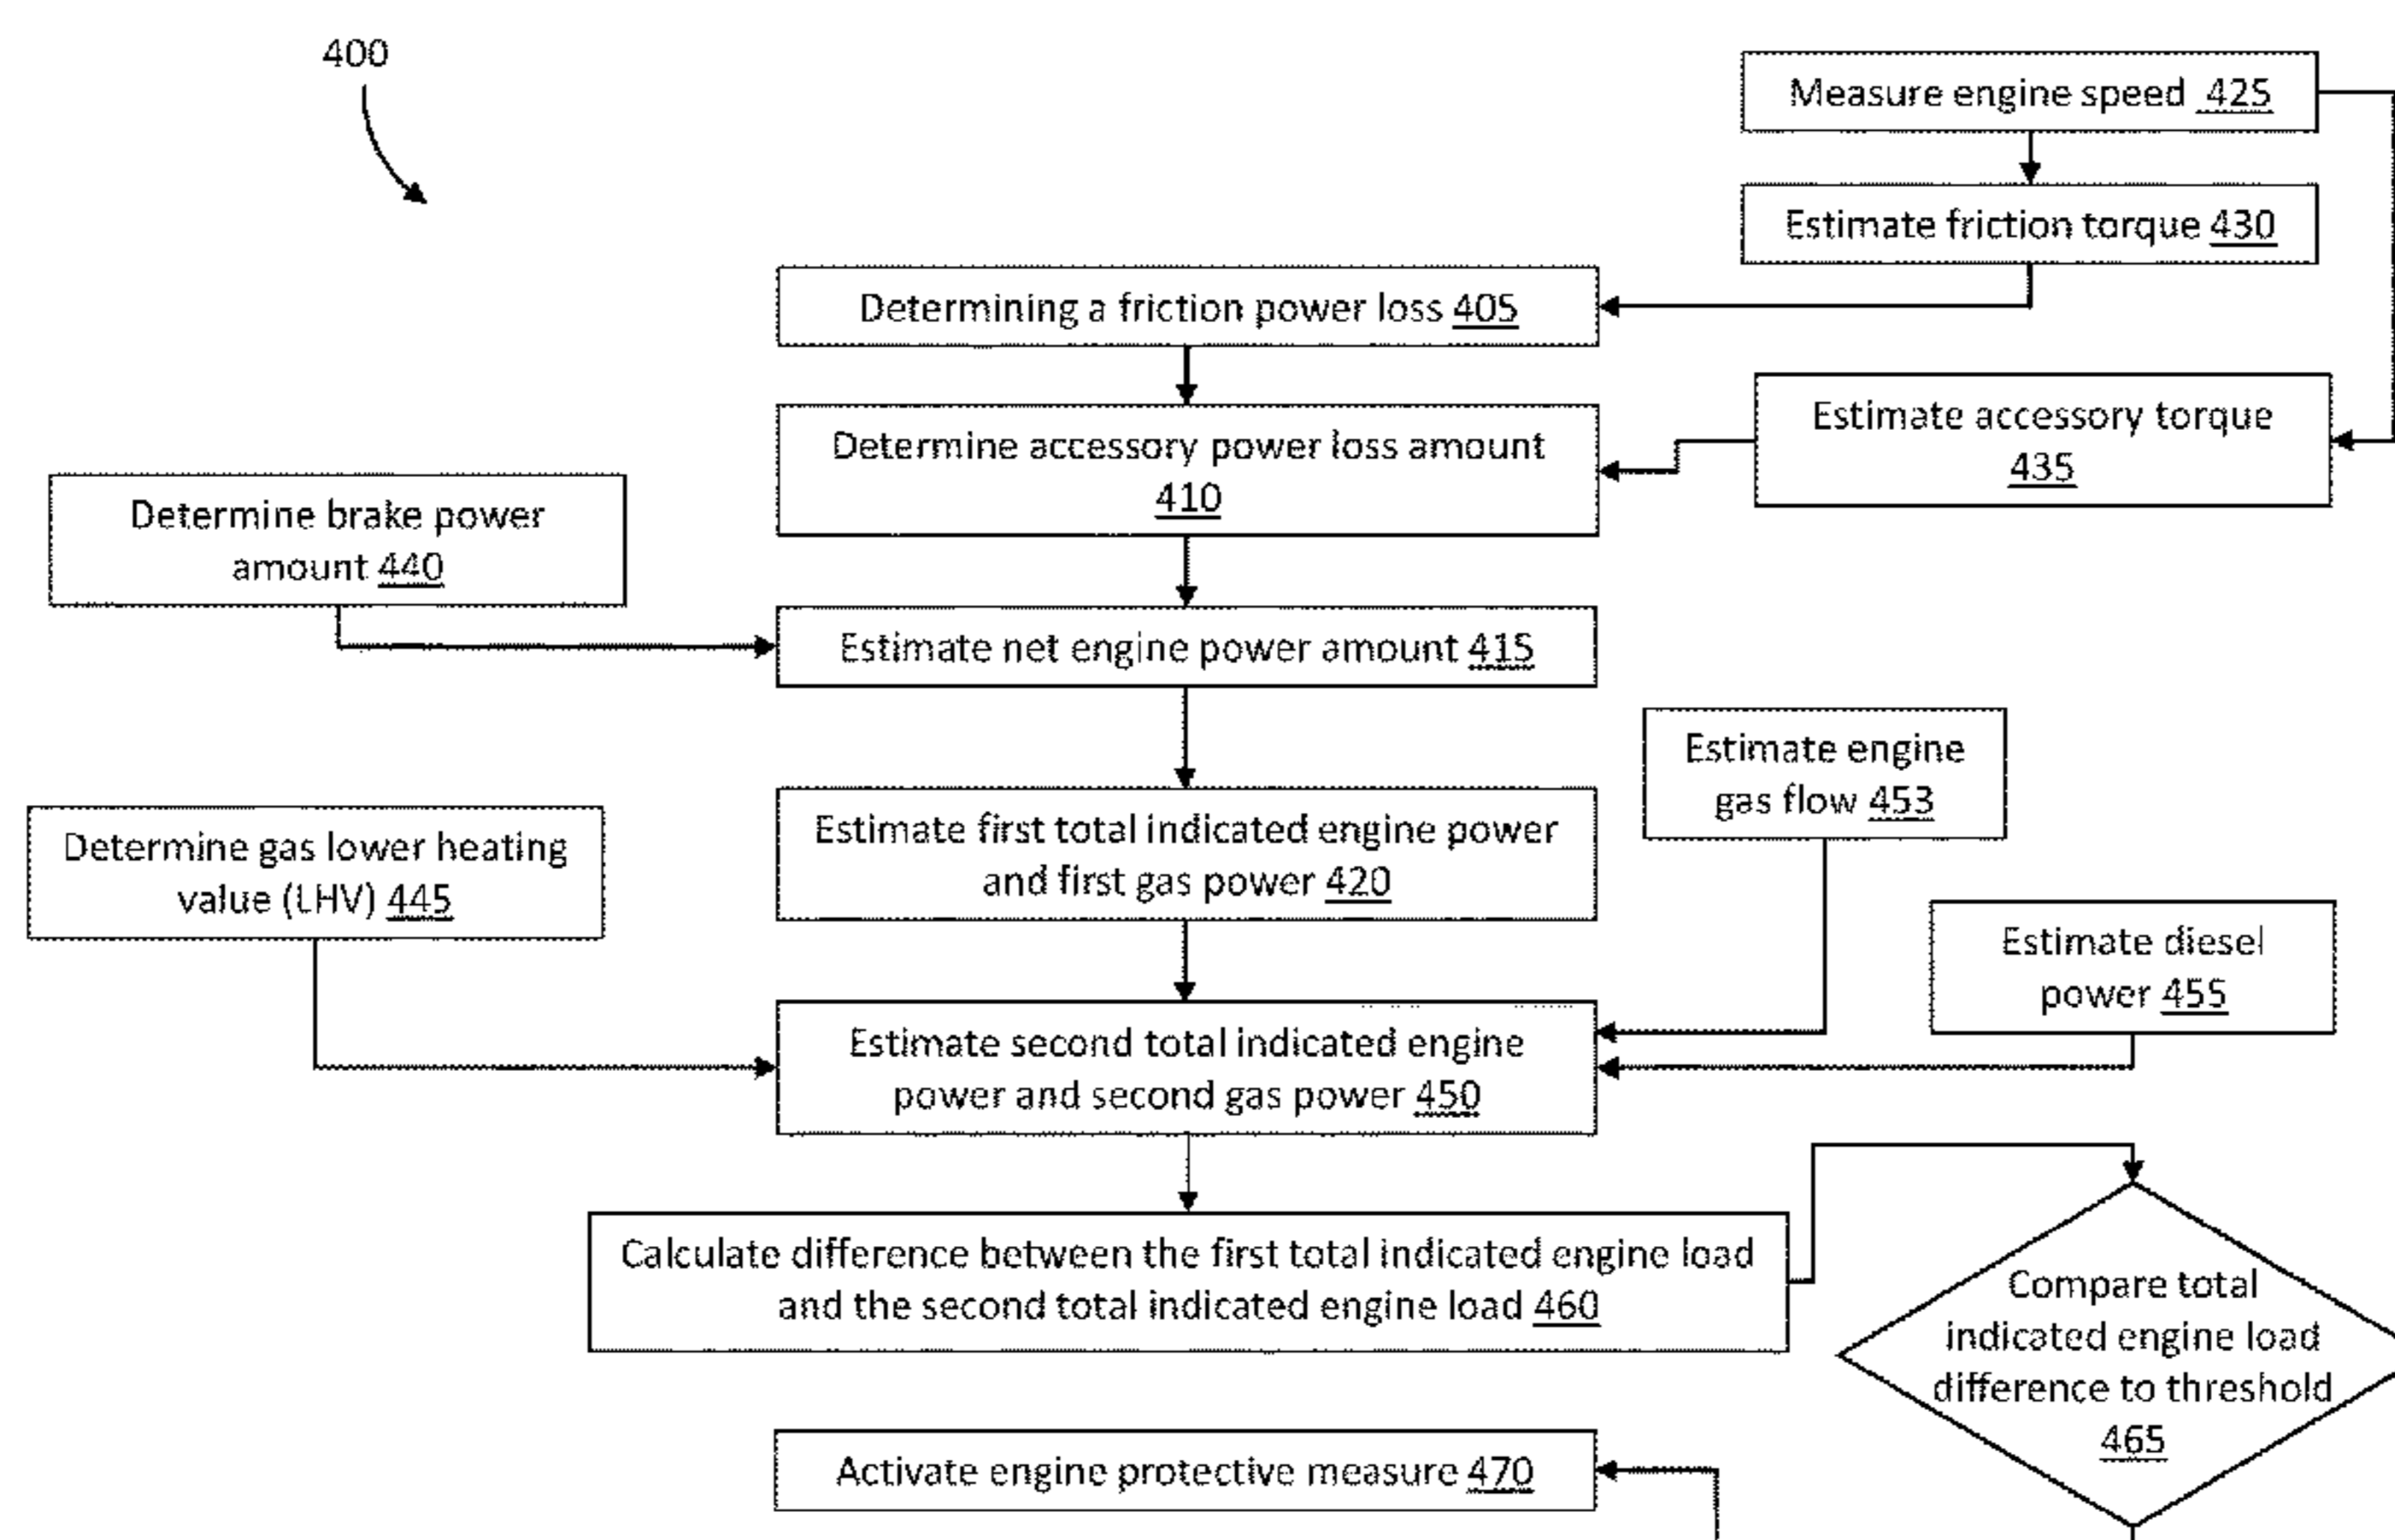 400
Measure engine speed 425
Estimate friction torque 430
Determining a friction power loss 405
Estimate accessory torque
435
Determine accessory power loss amount
410
Determine brake power
amount 440
Estimate net engine power amount 415
Estimate engine
gas flow 453
Determine gas lower heating
value (LHV) 445
Estimate first total indicated engine power
and first gas power 420
Estimate diesel
power 455
Estimate second total indicated engine
power and second gas power 450
Calculate difference between the first total indicated engine load
and the second total indicated engine load 460
Compare total
indicated engine load
difference to threshold
465
Activate engine protective measure 470